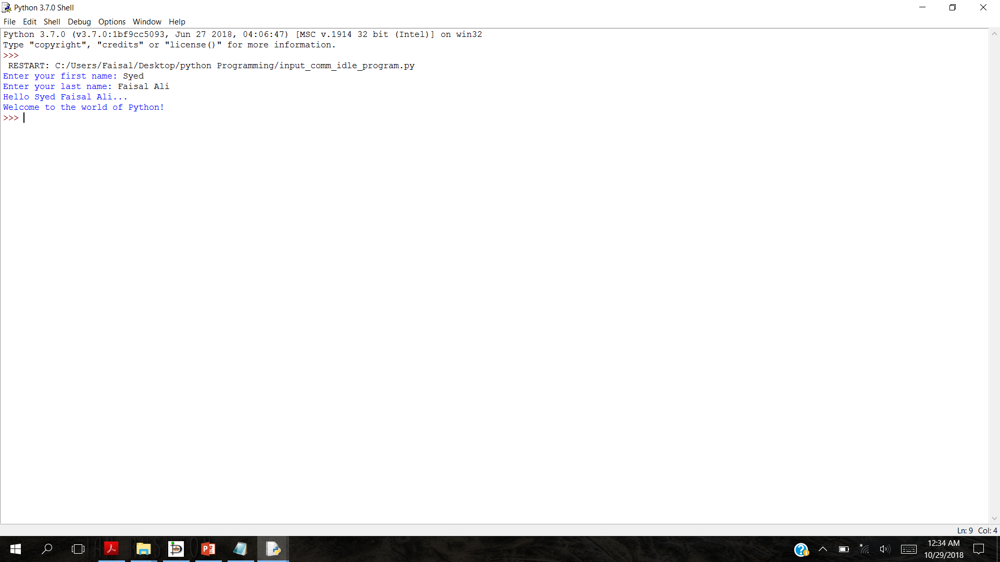 Python 3.7.0 Shell
File Edit Shell Debug Options Window Help
Python 3.7.0 (v3.7.0:1bf9cc5093, Jun 27 2018, 04:06:47) [MSC v.1914 32 bit (Intel)] on win32
Type "copyright", "credits" or "license()" for more information.
>>>
RESTART: C:/Users/Faisal/Desktop/python Programming/input_comm_idle_program.py
Enter your first name: Syed
Enter your last name: Faisal Ali
Hello Syed Faisal Ali...
Welcome to the world of Python!
>>>
Ln: 9 Col: 4
12:34 AM
10/29/2018